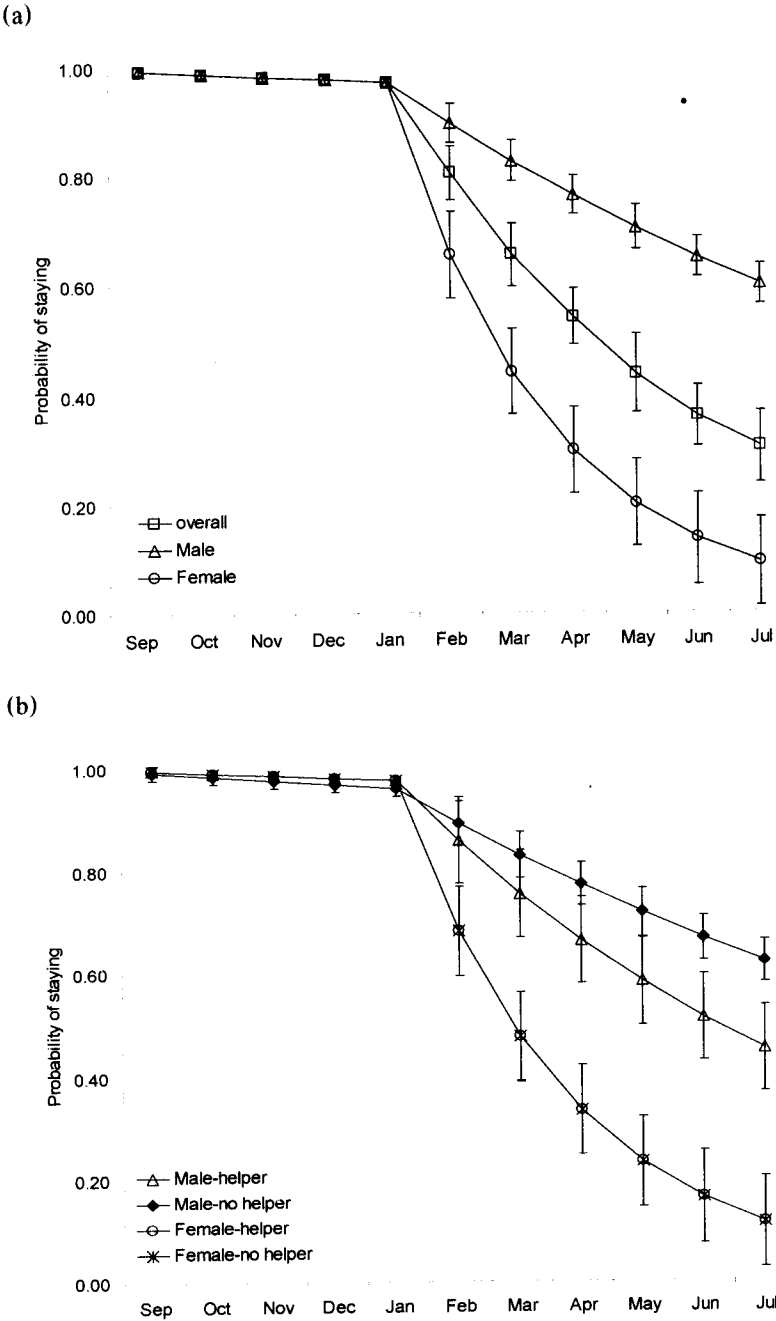 (a)
1.00
0.80
0.60
0.40
0.20
0.00
Probability of staying
overall
Male
Female
Sep Oct Nov Dec Jan Feb Mar Apr May Jun Jul
(b)
1.00
0.80
0.60
0.40
0.20
0.00
Probability of staying
Male-helper
Male-no helper
Female-helper
Female-no helper
Sep Oct Nov Dec Jan Feb Mar Apr May Jun Jul